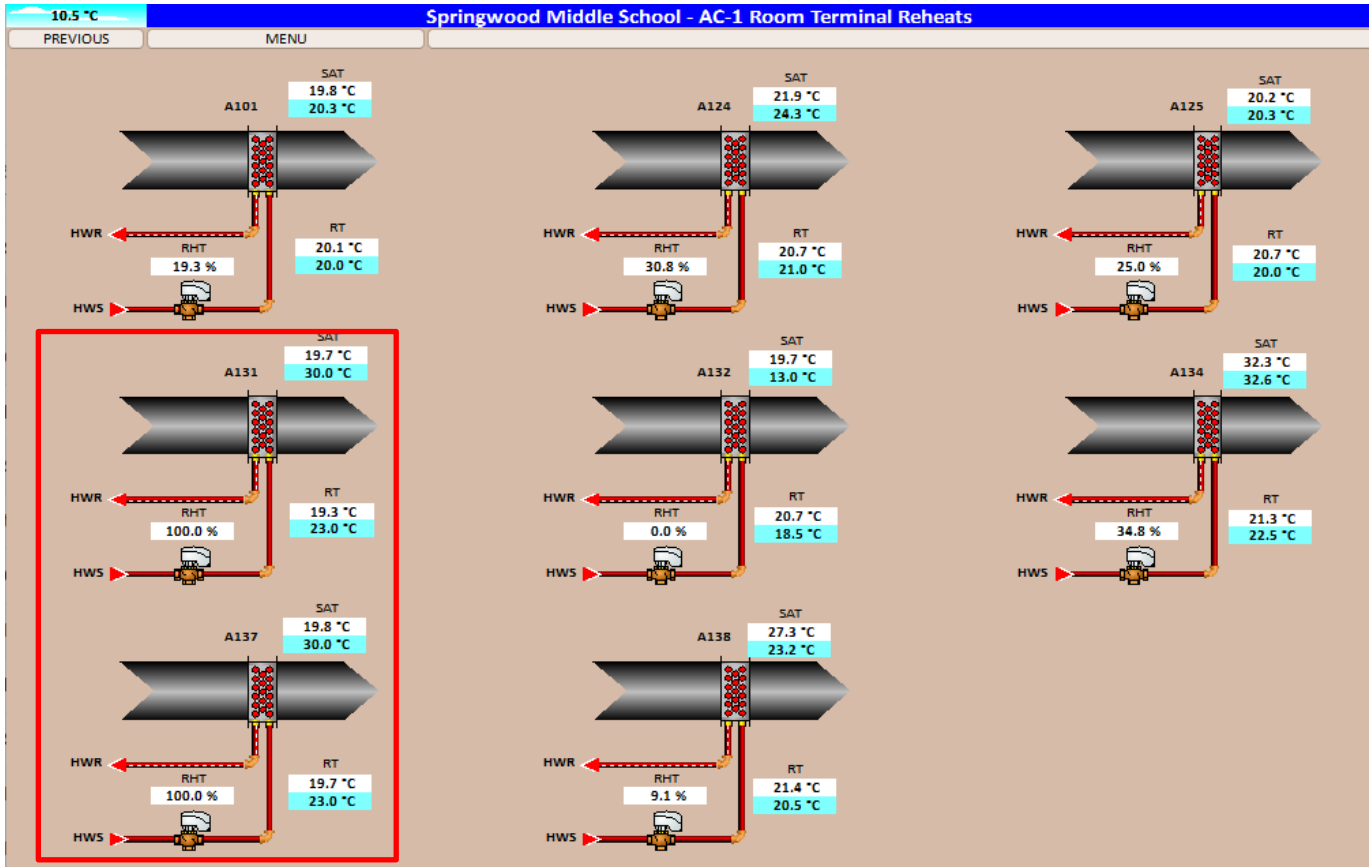 10.5 °C
Springwood Middle School - AC-1 Room Terminal Reheats
PREVIOUS
MENU
SAT
19.8 °C
20.3 °C
A101
HWR
RHT
19.3 %
RT
20.1 °C
20.0 °C
HWS
SAT
21.9 °C
24.3 °C
A124
HWR
RHT
30.8 %
RT
20.7 °C
21.0 °C
HWS
SAT
20.2 °C
20.3 °C
A125
HWR
RHT
25.0 %
RT
20.7 °C
20.0 °C
HWS
SAT
19.7 °C
30.0 °C
A131
HWR
RHT
100.0 %
RT
19.3 °C
23.0 °C
HWS
SAT
19.7 °C
13.0 °C
A132
HWR
RHT
0.0 %
RT
20.7 °C
18.5 °C
HWS
SAT
32.3 °C
32.6 °C
A134
HWR
RHT
34.8 %
RT
21.3 °C
22.5 °C
HWS
SAT
19.8 °C
30.0 °C
A137
HWR
RHT
100.0 %
RT
19.7 °C
23.0 °C
HWS
SAT
27.3 °C
23.2 °C
A138
HWR
RHT
9.1 %
RT
21.4 °C
20.5 °C
HWS